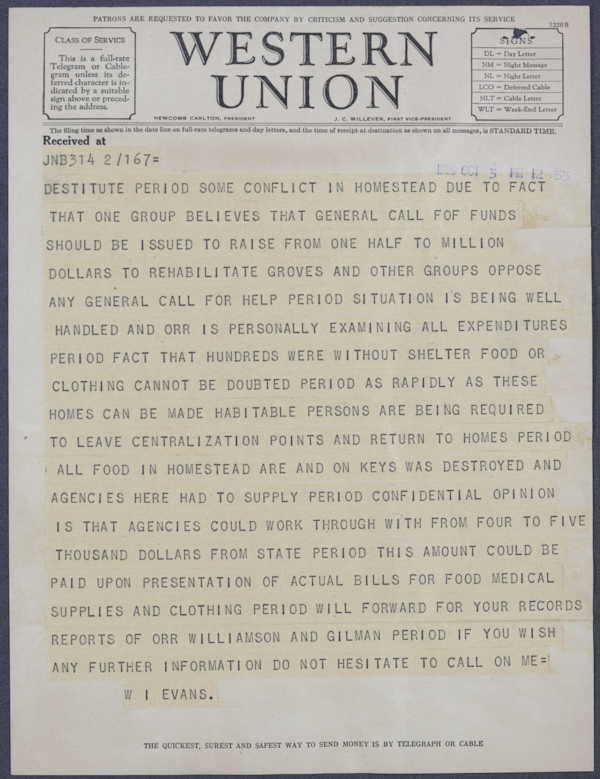 PATRONS ARE REQUESTED TO FAVOR THE COMPANY BY CRITICISM AND SUGGESTION CONCERNING ITS SERVICE
1220 B
CLASS OF SERVICE
This is a full-rate
Telegram or Cable-
gram unless its de-
ferred character is in-
dicated by a suitable
sign above or preced-
ing the address.
WESTERN
UNION
NEWCOMB CARLTON, PRESIDENT
J. C. WILLEVER, FIRST VICE-PRESIDENT
SIGNS
DL = Day Letter
NM = Night Message
NL = Night Letter
LCO = Deferred Cable
NLT = Cable Letter
WLT = Week-End Letter
The filing time as shown in the date line on full-rate telegrams and day letters, and the time of receipt at destination as shown on all messages, is STANDARD TIME.
Received at
JNB314 2/167=
OCT 3 PM 12 53
DESTITUTE PERIOD SOME CONFLICT IN HOMESTEAD DUE TO FACT
THAT ONE GROUP BELIEVES THAT GENERAL CALL FOF FUNDS
SHOULD BE ISSUED TO RAISE FROM ONE HALF TO MILLION
DOLLARS TO REHABILITATE GROVES AND OTHER GROUPS OPPOSE
ANY GENERAL CALL FOR HELP PERIOD SITUATION IS BEING WELL
HANDLED AND ORR IS PERSONALLY EXAMINING ALL EXPENDITURES
PERIOD FACT THAT HUNDREDS WERE WITHOUT SHELTER FOOD OR
CLOTHING CANNOT BE DOUBTED PERIOD AS RAPIDLY AS THESE
HOMES CAN BE MADE HABITABLE PERSONS ARE BEING REQUIRED
TO LEAVE CENTRALIZATION POINTS AND RETURN TO HOMES PERIOD
ALL FOOD IN HOMESTEAD ARE AND ON KEYS WAS DESTROYED AND
AGENCIES HERE HAD TO SUPPLY PERIOD CONFIDENTIAL OPINION
IS THAT AGENCIES COULD WORK THROUGH WITH FROM FOUR TO FIVE
THOUSAND DOLLARS FROM STATE PERIOD THIS AMOUNT COULD BE
PAID UPON PRESENTATION OF ACTUAL BILLS FOR FOOD MEDICAL
SUPPLIES AND CLOTHING PERIOD WILL FORWARD FOR YOUR RECORDS
REPORTS OF ORR WILLIAMSON AND GILMAN PERIOD IF YOU WISH
ANY FURTHER INFORMATION DO NOT HESITATE TO CALL ON ME=
W I EVANS.
THE QUICKEST, SUREST AND SAFEST WAY TO SEND MONEY IS BY TELEGRAPH OR CABLE